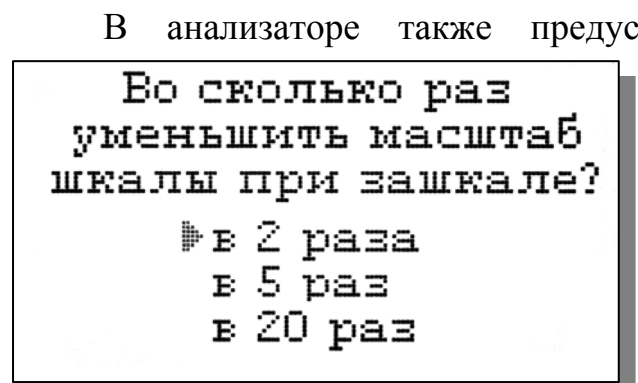 В анализаторе также предус
Во сколько раз
уменьшить масштаб
шкалы при зашкале?
в 2 раза
в 5 раз
в 20 раз